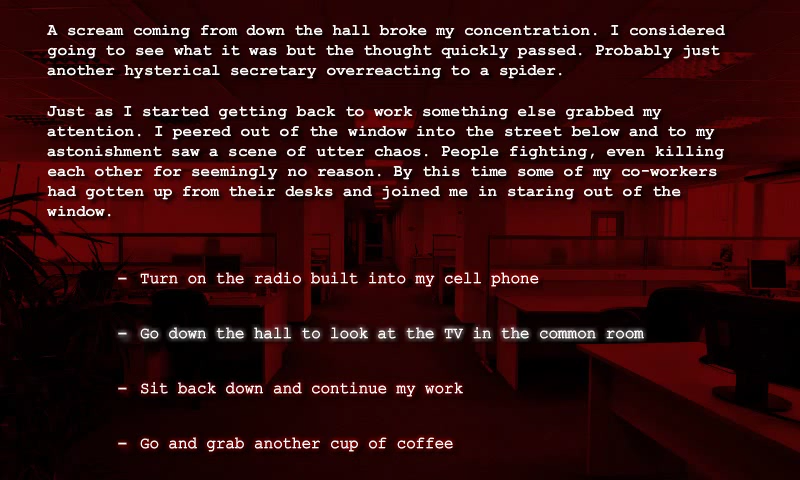 A scream coming from down the hall broke my concentration. I considered
going to see what it was but the thought quickly passed. Probably just
another hysterical secretary overreacting to a spider.
Just as I started getting back to work something else grabbed my
attention. I peered out of the window into the street below and to my
astonishment saw a scene of utter chaos. People fighting, even killing
each other for seemingly no reason. By this time some of my co-workers
had gotten up from their desks and joined me in staring out of the
window.
- Turn on the radio built into my cell phone
- Go down the hall to look at the TV in the common room
- Sit back down and continue my work
- Go and grab another cup of coffee